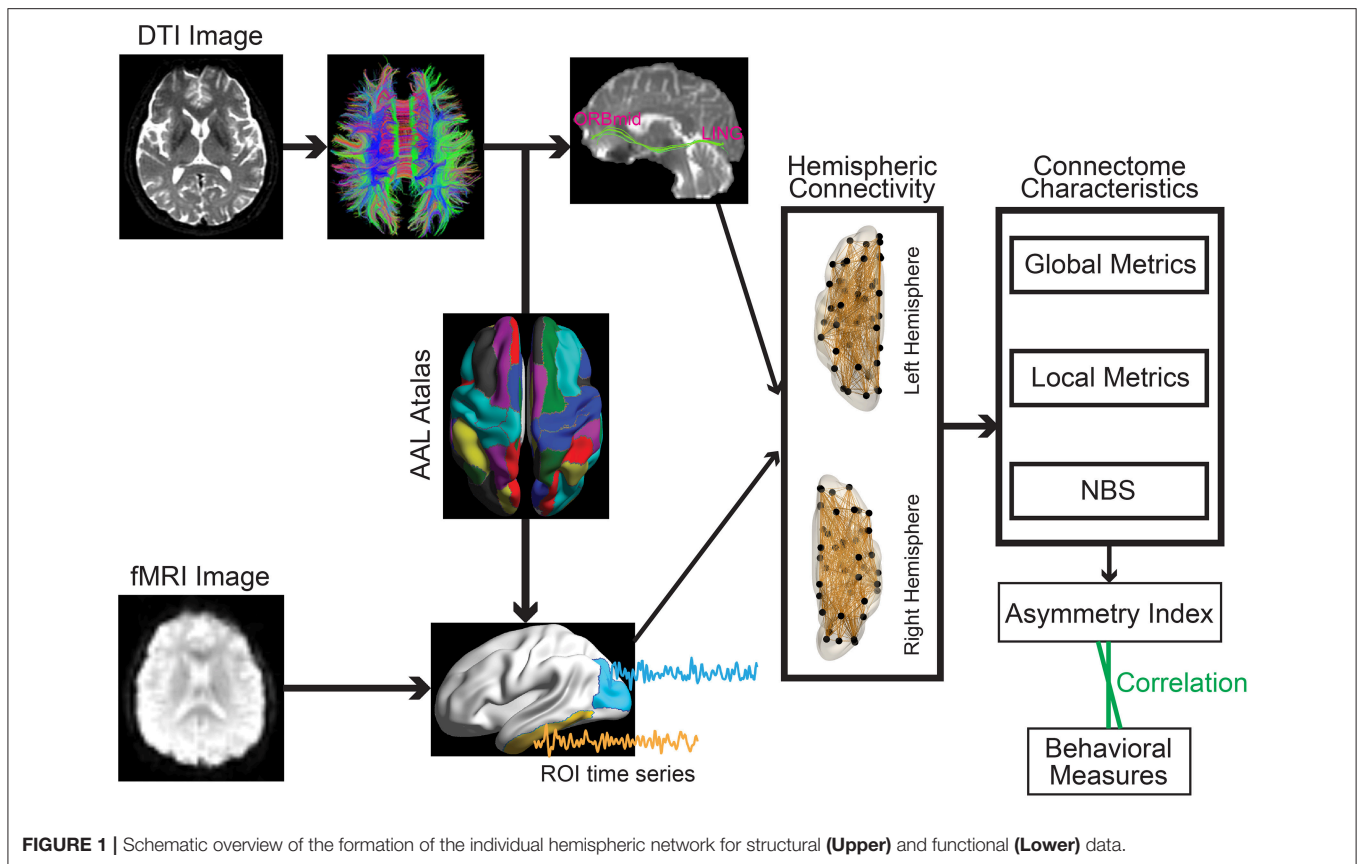 DTI Image
ORBmid
LING
Hemispheric
Connectivity
Connectome
Characteristics
Left Hemisphere
Right Hemisphere
Global Metrics
Local Metrics
NBS
AAL Atalas
fMRI Image
ROI time series
Asymmetry Index
Correlation
Behavioral
Measures
FIGURE 1 | Schematic overview of the formation of the individual hemispheric network for structural (Upper) and functional (Lower) data.